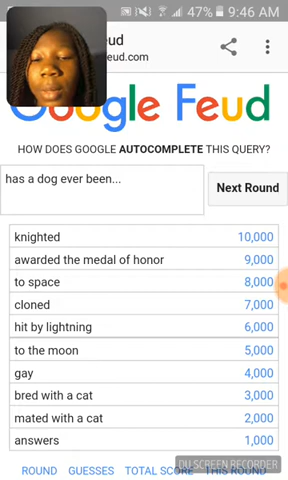 47% 9:46 AM
eud
eud.com
Google Feud
HOW DOES GOOGLE AUTOCOMPLETE THIS QUERY?
has a dog ever been...
Next Round
knighted 10,000
awarded the medal of honor 9,000
to space 8,000
cloned 7,000
hit by lightning 6,000
to the moon 5,000
gay 4,000
bred with a cat 3,000
mated with a cat 2,000
answers 1,000
DU SCREEN RECORDER
ROUND GUESSES TOTAL SCORE THIS ROUND